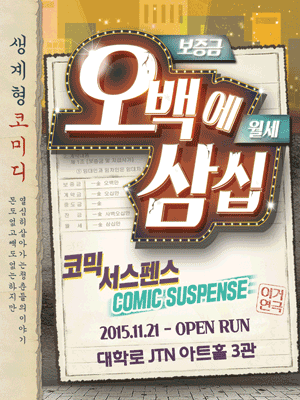 생계형 코미디
돈도 없고 빽도 없는 하지만
열심히 살아가는 청춘들의 이야기
보증금
오백에
월세
삼십
코믹
서스펜스
COMIC SUSPENSE
이거
연극
2015.11.21 - OPEN RUN
대학로 JTN 아트홀 3관